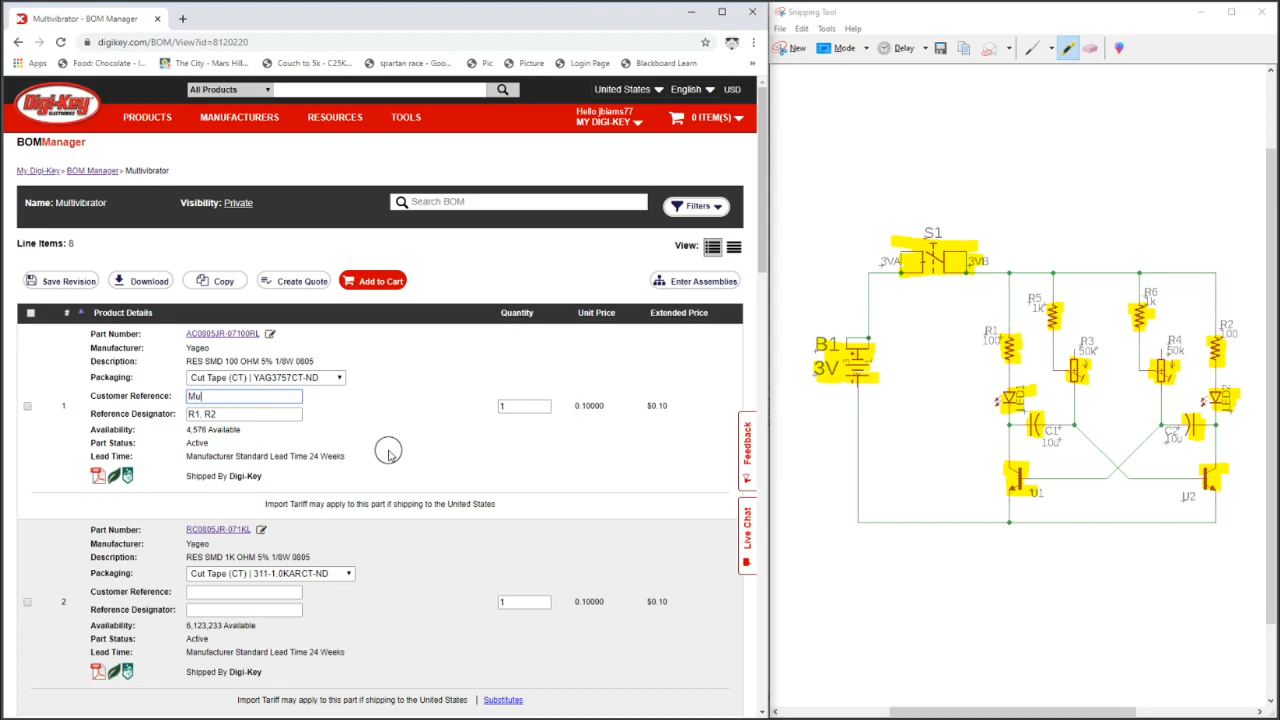 Multivibrator - BOM Manager
digikey.com/BOM/View?id=8120220
Apps Food: Chocolate - I... The City - Mars Hill... Couch to 5k - C25K... spartan race - Goo... Pic Picture Login Page Blackboard Learn »
Digi-Key
ELECTRONICS
All Products United States English USD
PRODUCTS MANUFACTURERS RESOURCES TOOLS
Hello jbiams77
MY DIGI-KEY 0 ITEM(S)
BOMManager
My Digi-Key > BOM Manager > Multivibrator
Name: Multivibrator Visibility: Private Search BOM Filters
Line Items: 8 View:
Save Revision Download Copy Create Quote Add to Cart Enter Assemblies
# Product Details Quantity Unit Price Extended Price
Part Number: AC0805JR-07100RL
Manufacturer: Yageo
Description: RES SMD 100 OHM 5% 1/8W 0805
Packaging: Cut Tape (CT) | YAG3757CT-ND
Customer Reference: Mu
1 1 0.10000 $0.10
Reference Designator: R1, R2
Availability: 4,576 Available
Part Status: Active
Lead Time: Manufacturer Standard Lead Time 24 Weeks
Shipped By Digi-Key
Import Tariff may apply to this part if shipping to the United States
Part Number: RC0805JR-071KL
Manufacturer: Yageo
Description: RES SMD 1K OHM 5% 1/8W 0805
Packaging: Cut Tape (CT) | 311-1.0KARCT-ND
Customer Reference:
2 1 0.10000 $0.10
Reference Designator:
Availability: 6,123,233 Available
Part Status: Active
Lead Time: Manufacturer Standard Lead Time 24 Weeks
Shipped By Digi-Key
Import Tariff may apply to this part if shipping to the United States | Substitutes
Feedback
Live Chat
Snipping Tool
File Edit Tools Help
New Mode Delay
S1
3VA 3VB
B1
3V
R5
1k
R6
1k
R1
100
R2
100
R3
50k
R4
50k
LED1
LED2
C1
10u
C2
10u
U1
U2